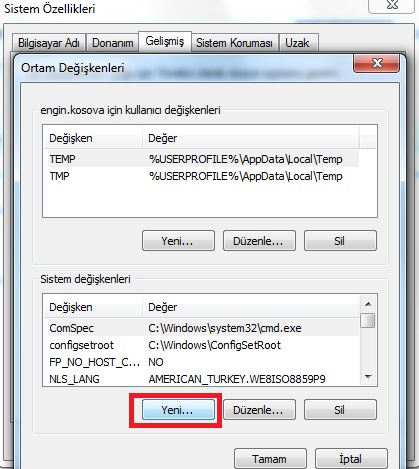 Sistem Özellikleri
Bilgisayar Adı Donanım Gelişmiş Sistem Koruması Uzak
Ortam Değişkenleri
engin.kosova için kullanıcı değişkenleri
Değişken Değer
TEMP %USERPROFILE%\AppData\Local\Temp
TMP %USERPROFILE%\AppData\Local\Temp
Yeni... Düzenle... Sil
Sistem değişkenleri
Değişken Değer
ComSpec C:\Windows\system32\cmd.exe
configsetroot C:\Windows\ConfigSetRoot
FP_NO_HOST_C... NO
NLS_LANG AMERICAN_TURKEY.WE8ISO8859P9
Yeni... Düzenle... Sil
Tamam İptal